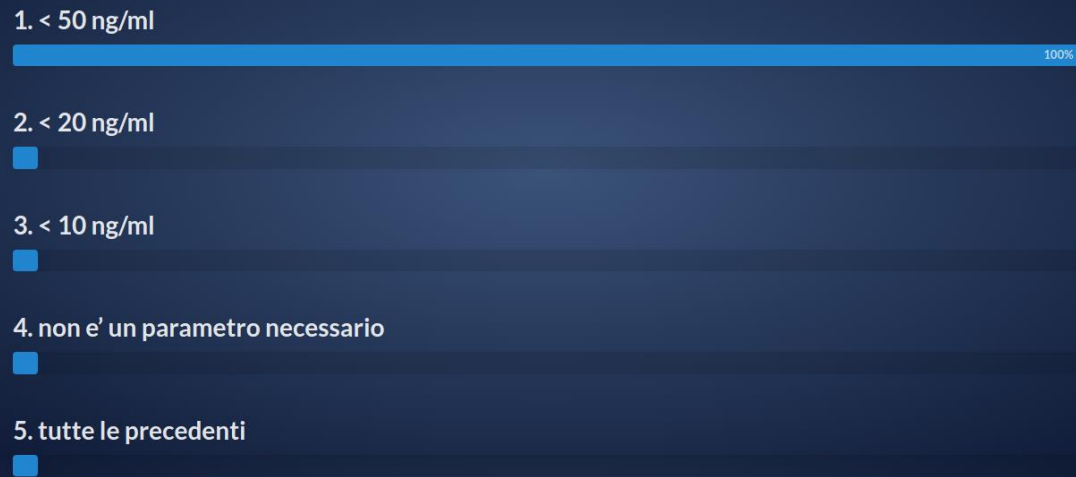 1. < 50 ng/ml
100%
2. < 20 ng/ml
3. < 10 ng/ml
4. non e’ un parametro necessario
5. tutte le precedenti